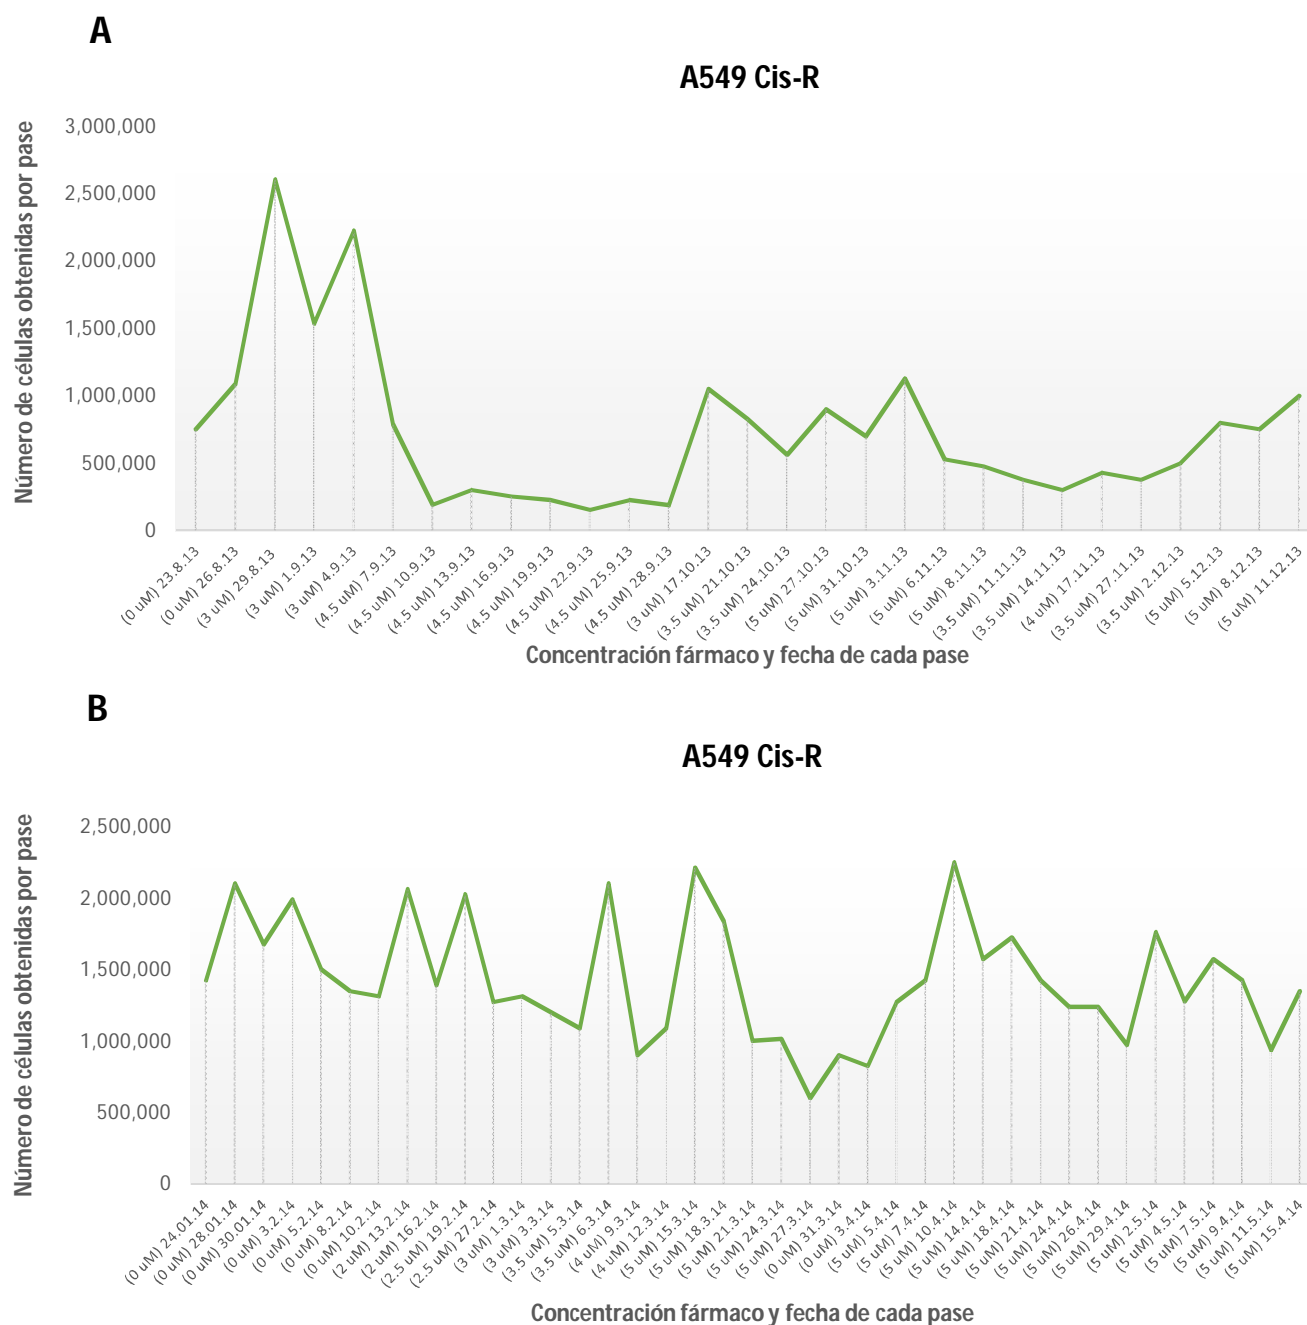 A
A549 Cis-R
Número de células obtenidas por pase
3,000,000
2,500,000
2,000,000
1,500,000
1,000,000
500,000
0
(0 uM) 23.8.13
(0 uM) 26.8.13
(3 uM) 29.8.13
(3 uM) 1.9.13
(3 uM) 4.9.13
(4.5 uM) 7.9.13
(4.5 uM) 10.9.13
(4.5 uM) 13.9.13
(4.5 uM) 16.9.13
(4.5 uM) 19.9.13
(4.5 uM) 22.9.13
(4.5 uM) 25.9.13
(4.5 uM) 28.9.13
(3 uM) 17.10.13
(3.5 uM) 21.10.13
(3.5 uM) 24.10.13
(5 uM) 27.10.13
(5 uM) 31.10.13
(5 uM) 3.11.13
(5 uM) 6.11.13
(5 uM) 8.11.13
(3.5 uM) 11.11.13
(3.5 uM) 14.11.13
(4 uM) 17.11.13
(3.5 uM) 27.11.13
(3.5 uM) 2.12.13
(5 uM) 5.12.13
(5 uM) 8.12.13
(5 uM) 11.12.13
Concentración fármaco y fecha de cada pase
B
A549 Cis-R
Número de células obtenidas por pase
2,500,000
2,000,000
1,500,000
1,000,000
500,000
0
(0 uM) 24.01.14
(0 uM) 28.01.14
(0 uM) 30.01.14
(0 uM) 3.2.14
(0 uM) 5.2.14
(0 uM) 8.2.14
(0 uM) 10.2.14
(2 uM) 13.2.14
(2 uM) 16.2.14
(2.5 uM) 19.2.14
(2.5 uM) 27.2.14
(3 uM) 1.3.14
(3 uM) 3.3.14
(3.5 uM) 5.3.14
(3.5 uM) 6.3.14
(4 uM) 9.3.14
(4 uM) 12.3.14
(5 uM) 15.3.14
(5 uM) 18.3.14
(5 uM) 21.3.14
(5 uM) 24.3.14
(5 uM) 27.3.14
(0 uM) 31.3.14
(0 uM) 3.4.14
(5 uM) 5.4.14
(5 uM) 7.4.14
(5 uM) 10.4.14
(5 uM) 14.4.14
(5 uM) 18.4.14
(5 uM) 21.4.14
(5 uM) 24.4.14
(5 uM) 26.4.14
(5 uM) 29.4.14
(5 uM) 2.5.14
(5 uM) 4.5.14
(5 uM) 7.5.14
(5 uM) 9.4.14
(5 uM) 11.5.14
(5 uM) 15.4.14
Concentración fármaco y fecha de cada pase